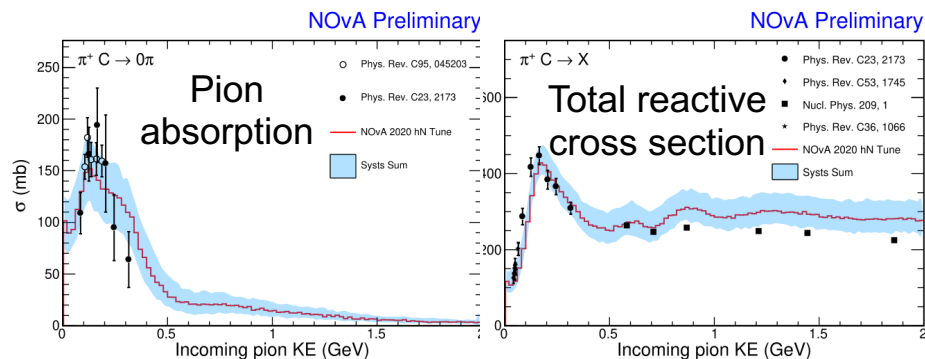 NOvA Preliminary
π⁺ C → 0π
Pion
absorption
Phys. Rev. C95, 045203
Phys. Rev. C23, 2173
NOvA 2020 hN Tune
Systs Sum
σ (mb)
250
200
150
100
50
0
0 0.5 1 1.5 2
Incoming pion KE (GeV)
NOvA Preliminary
π⁺ C → X
Total reactive
cross section
Phys. Rev. C23, 2173
Phys. Rev. C53, 1745
Nucl. Phys. 209, 1
Phys. Rev. C36, 1066
NOvA 2020 hN Tune
Systs Sum
600
400
200
0
0 0.5 1 1.5 2
Incoming pion KE (GeV)